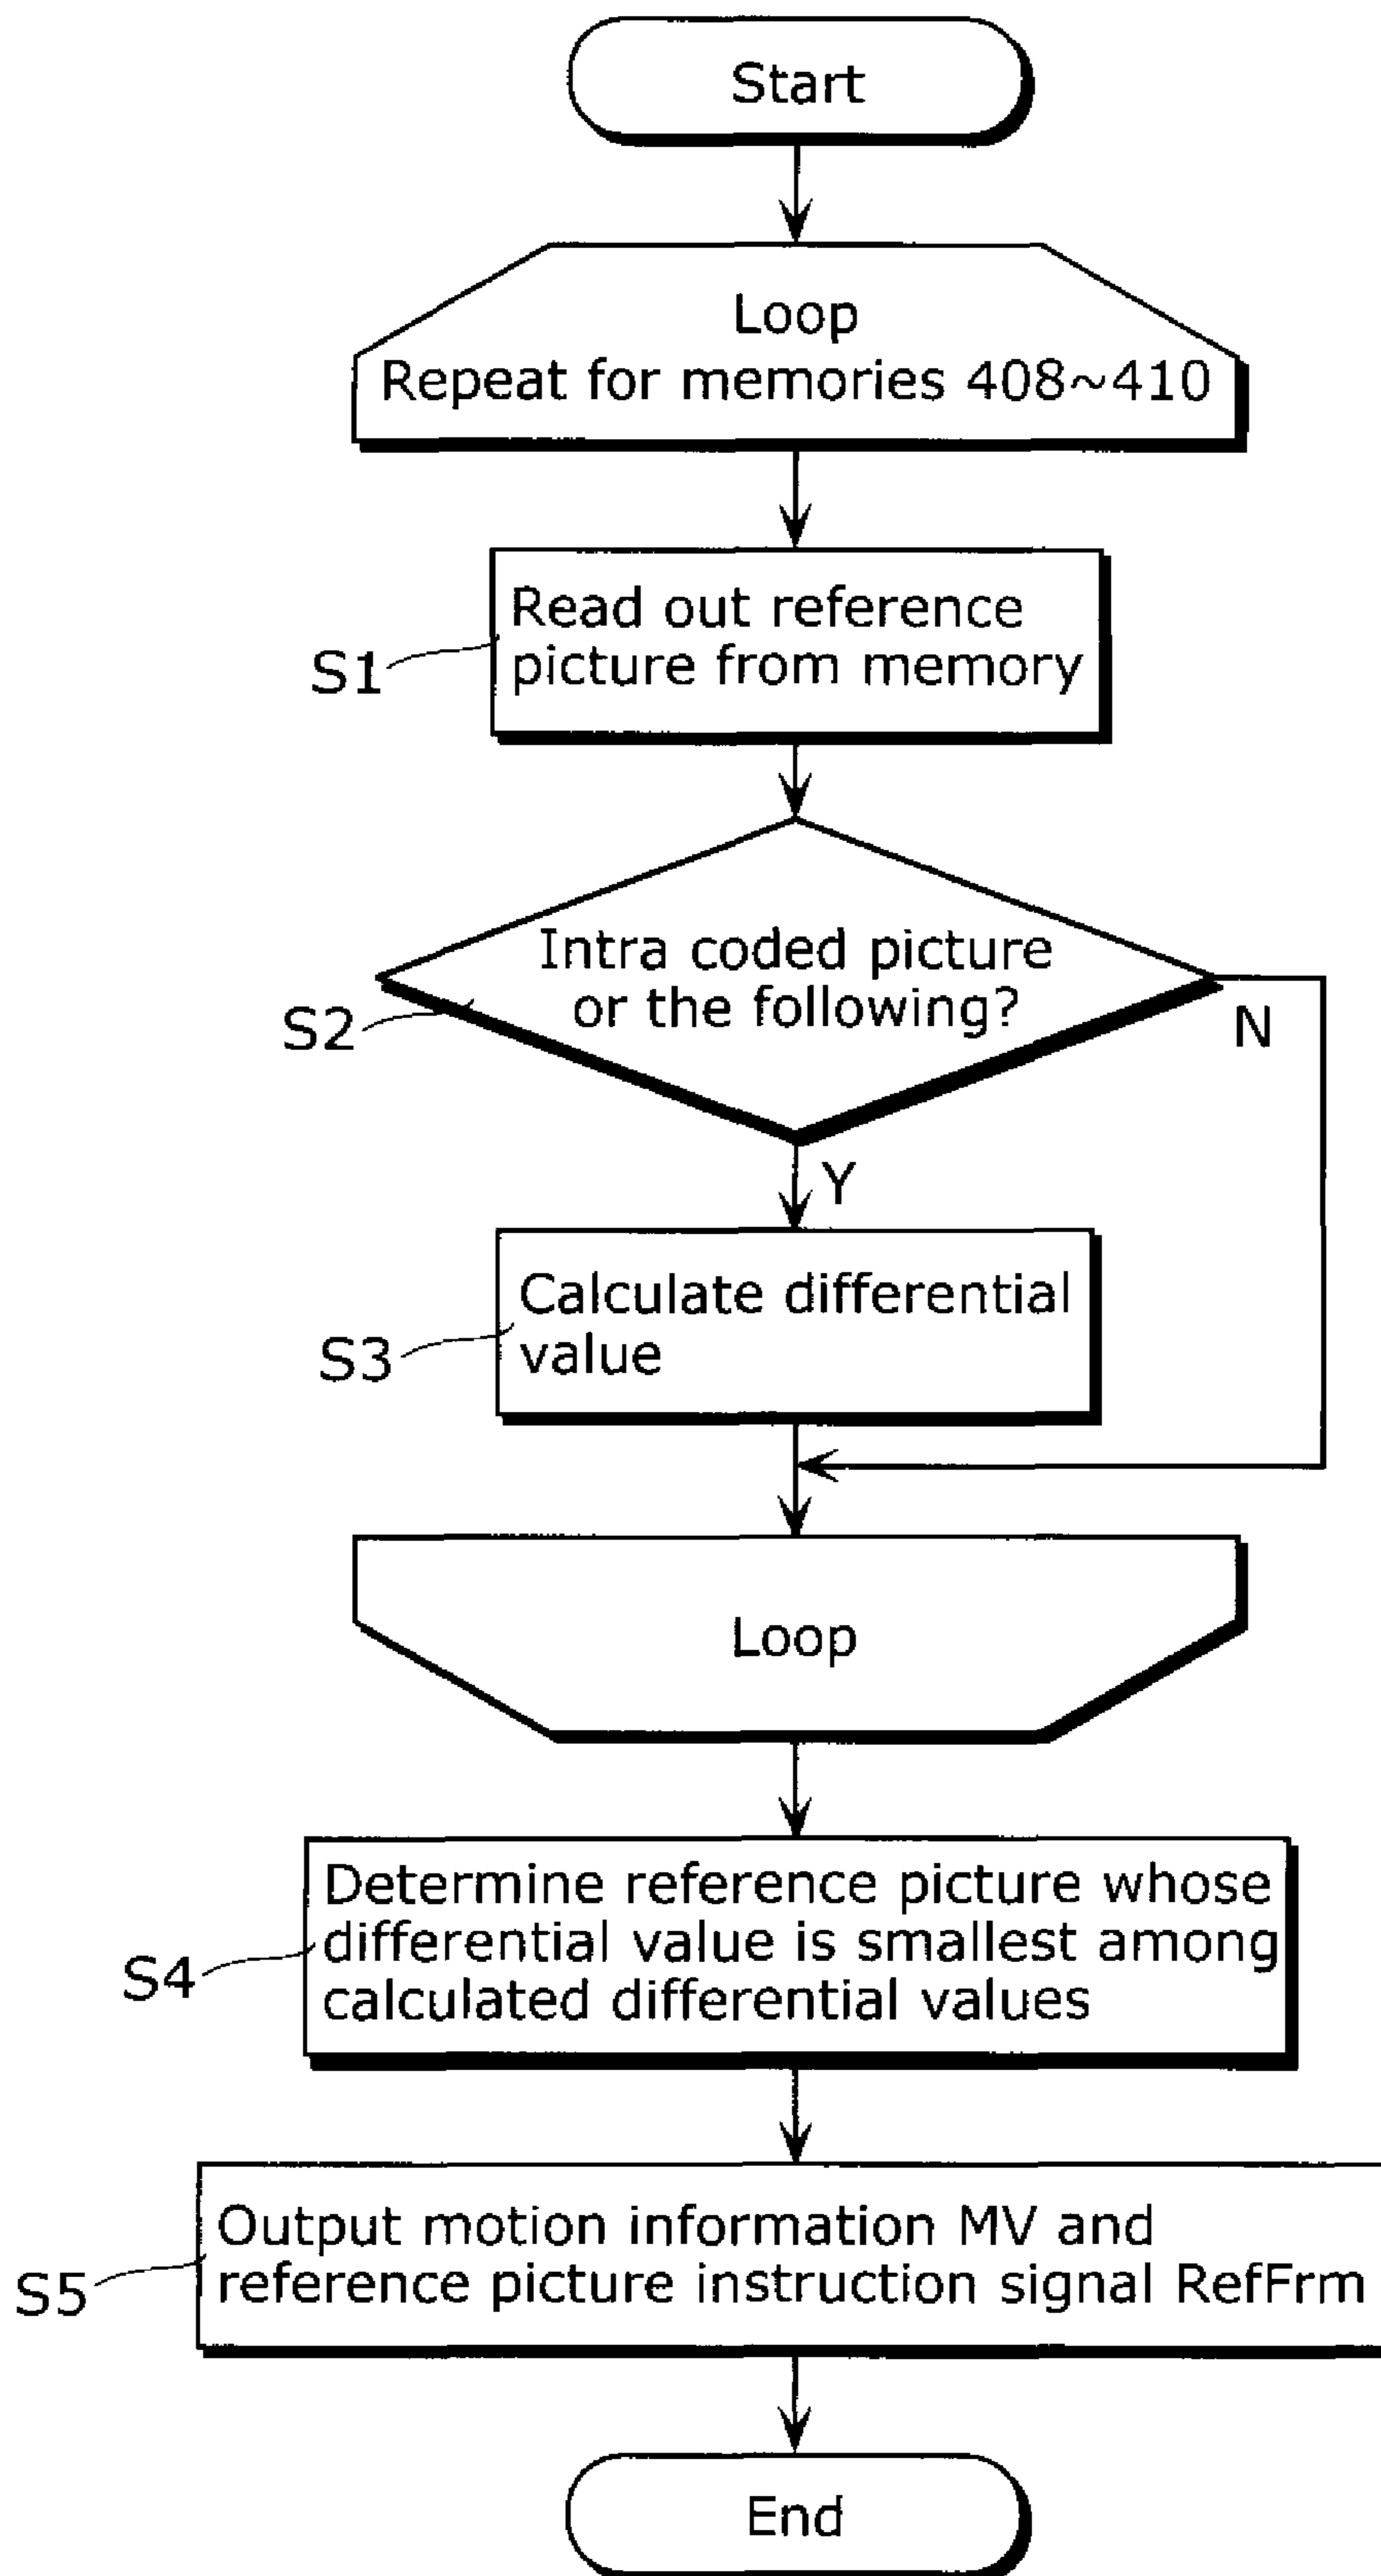 Start
Loop
Repeat for memories 408~410
Read out reference
picture from memory
S1
Intra coded picture
or the following?
S2
N
Y
Calculate differential
value
S3
Loop
Determine reference picture whose
differential value is smallest among
calculated differential values
S4
Output motion information MV and
reference picture instruction signal RefFrm
S5
End